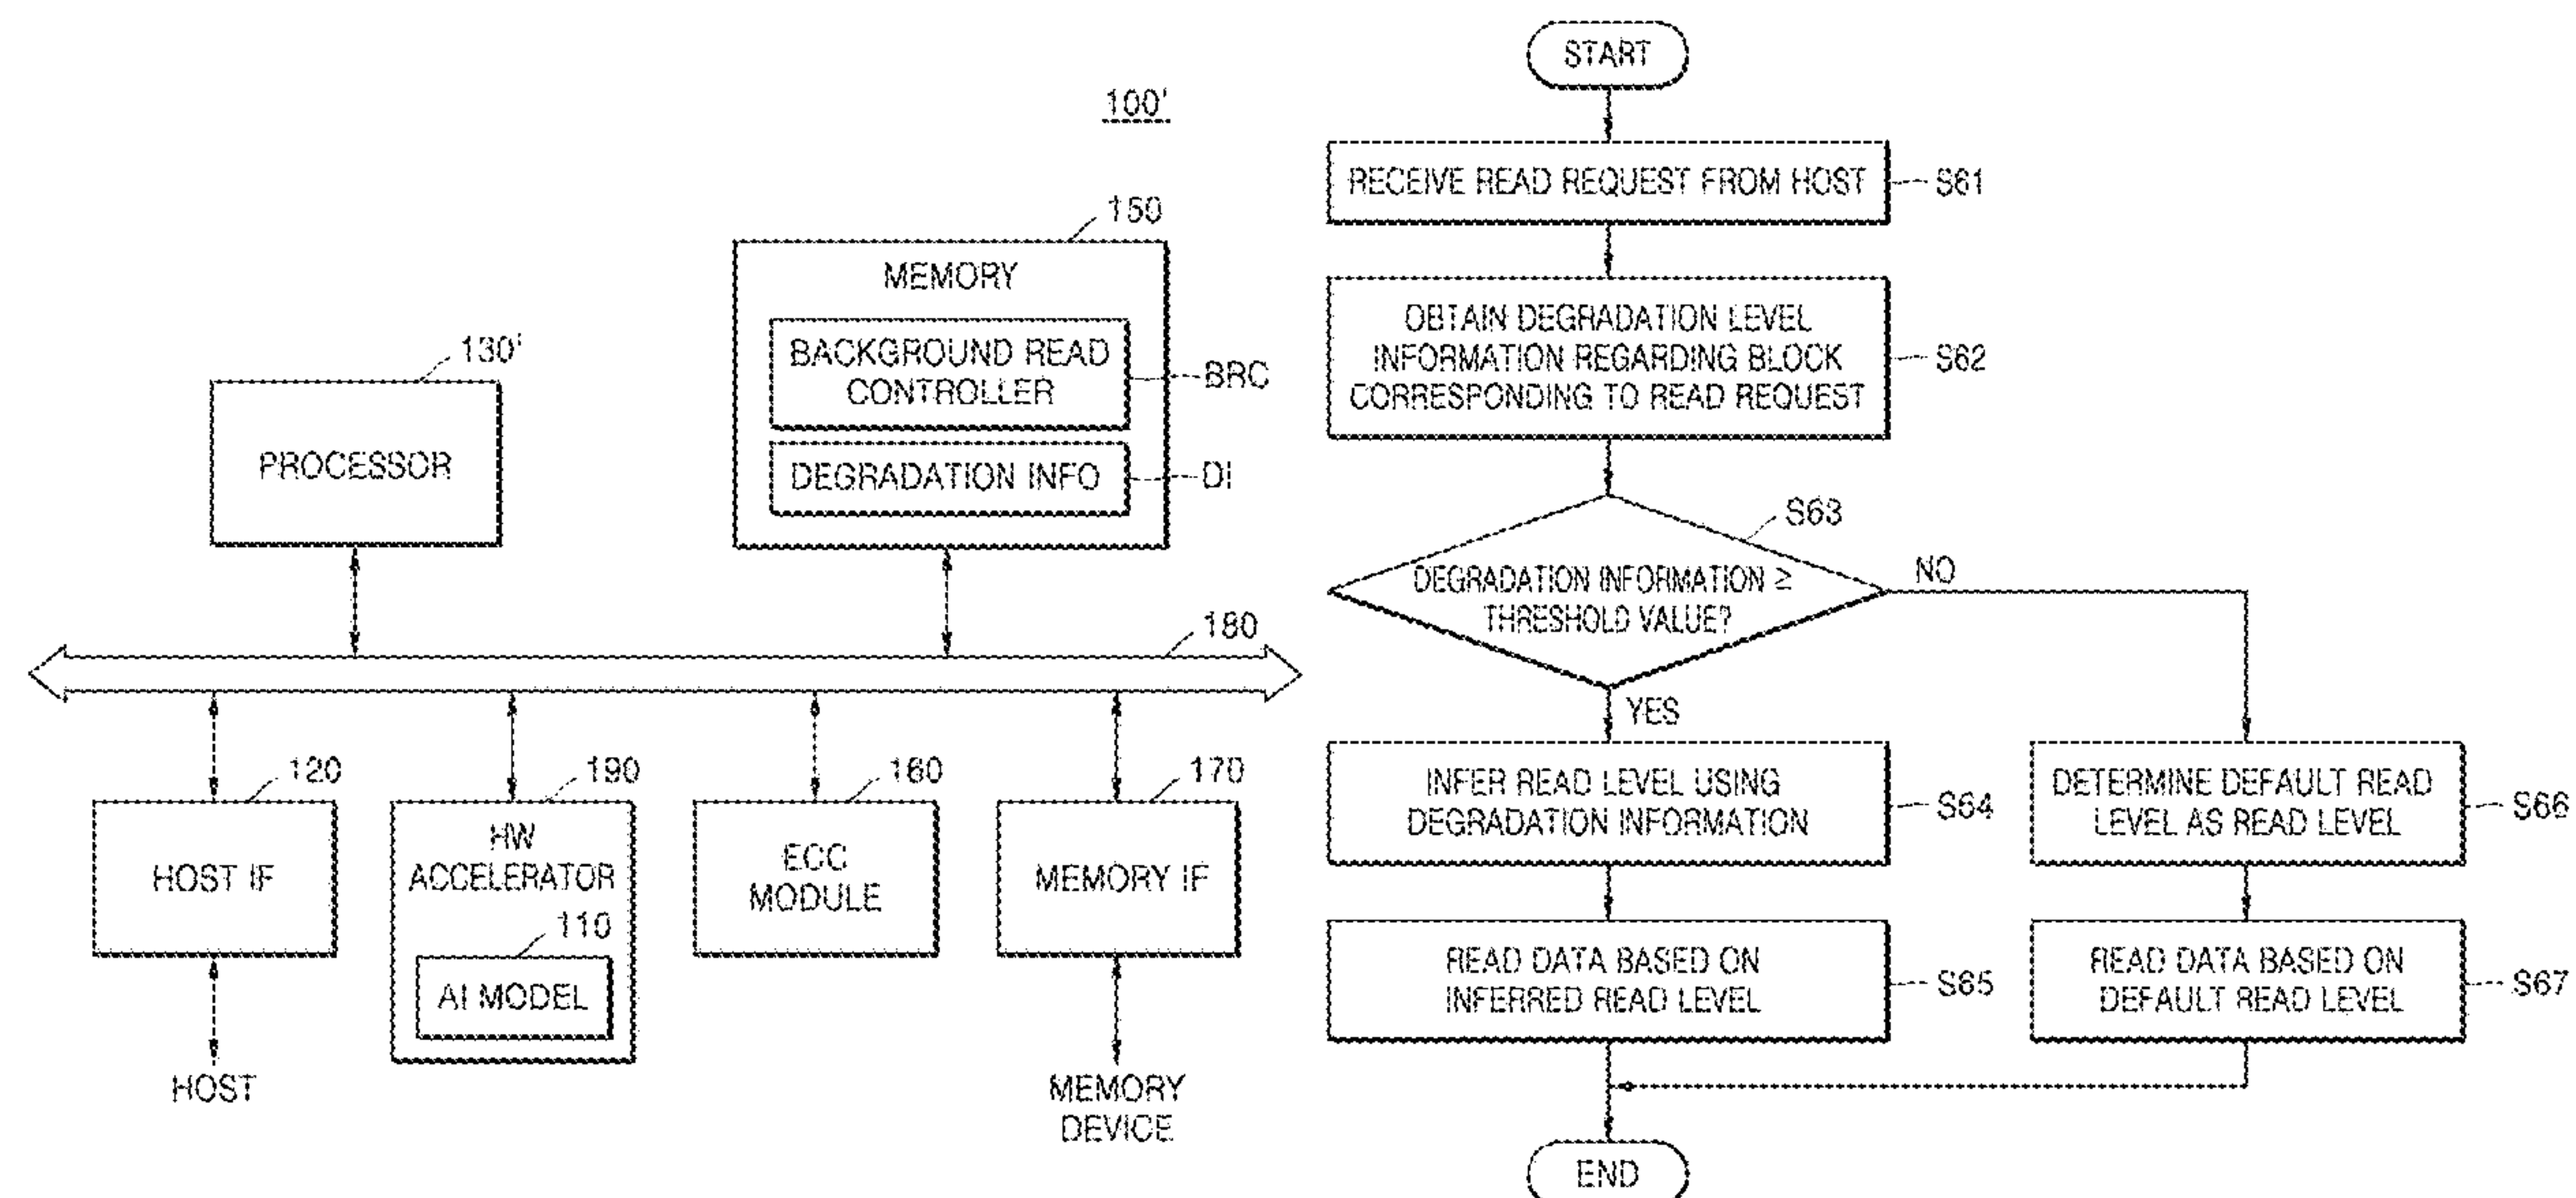 100'
150
MEMORY
BACKGROUND READ
CONTROLLER
BRC
DEGRADATION INFO
DI
130'
PROCESSOR
180
120
HOST IF
HOST
190
HW
ACCELERATOR
110
AI MODEL
160
ECC
MODULE
170
MEMORY IF
MEMORY
DEVICE
START
RECEIVE READ REQUEST FROM HOST
S61
OBTAIN DEGRADATION LEVEL
INFORMATION REGARDING BLOCK
CORRESPONDING TO READ REQUEST
S62
S63
DEGRADATION INFORMATION ≥
THRESHOLD VALUE?
NO
YES
INFER READ LEVEL USING
DEGRADATION INFORMATION
S64
DETERMINE DEFAULT READ
LEVEL AS READ LEVEL
S66
READ DATA BASED ON
INFERRED READ LEVEL
S65
READ DATA BASED ON
DEFAULT READ LEVEL
S67
END